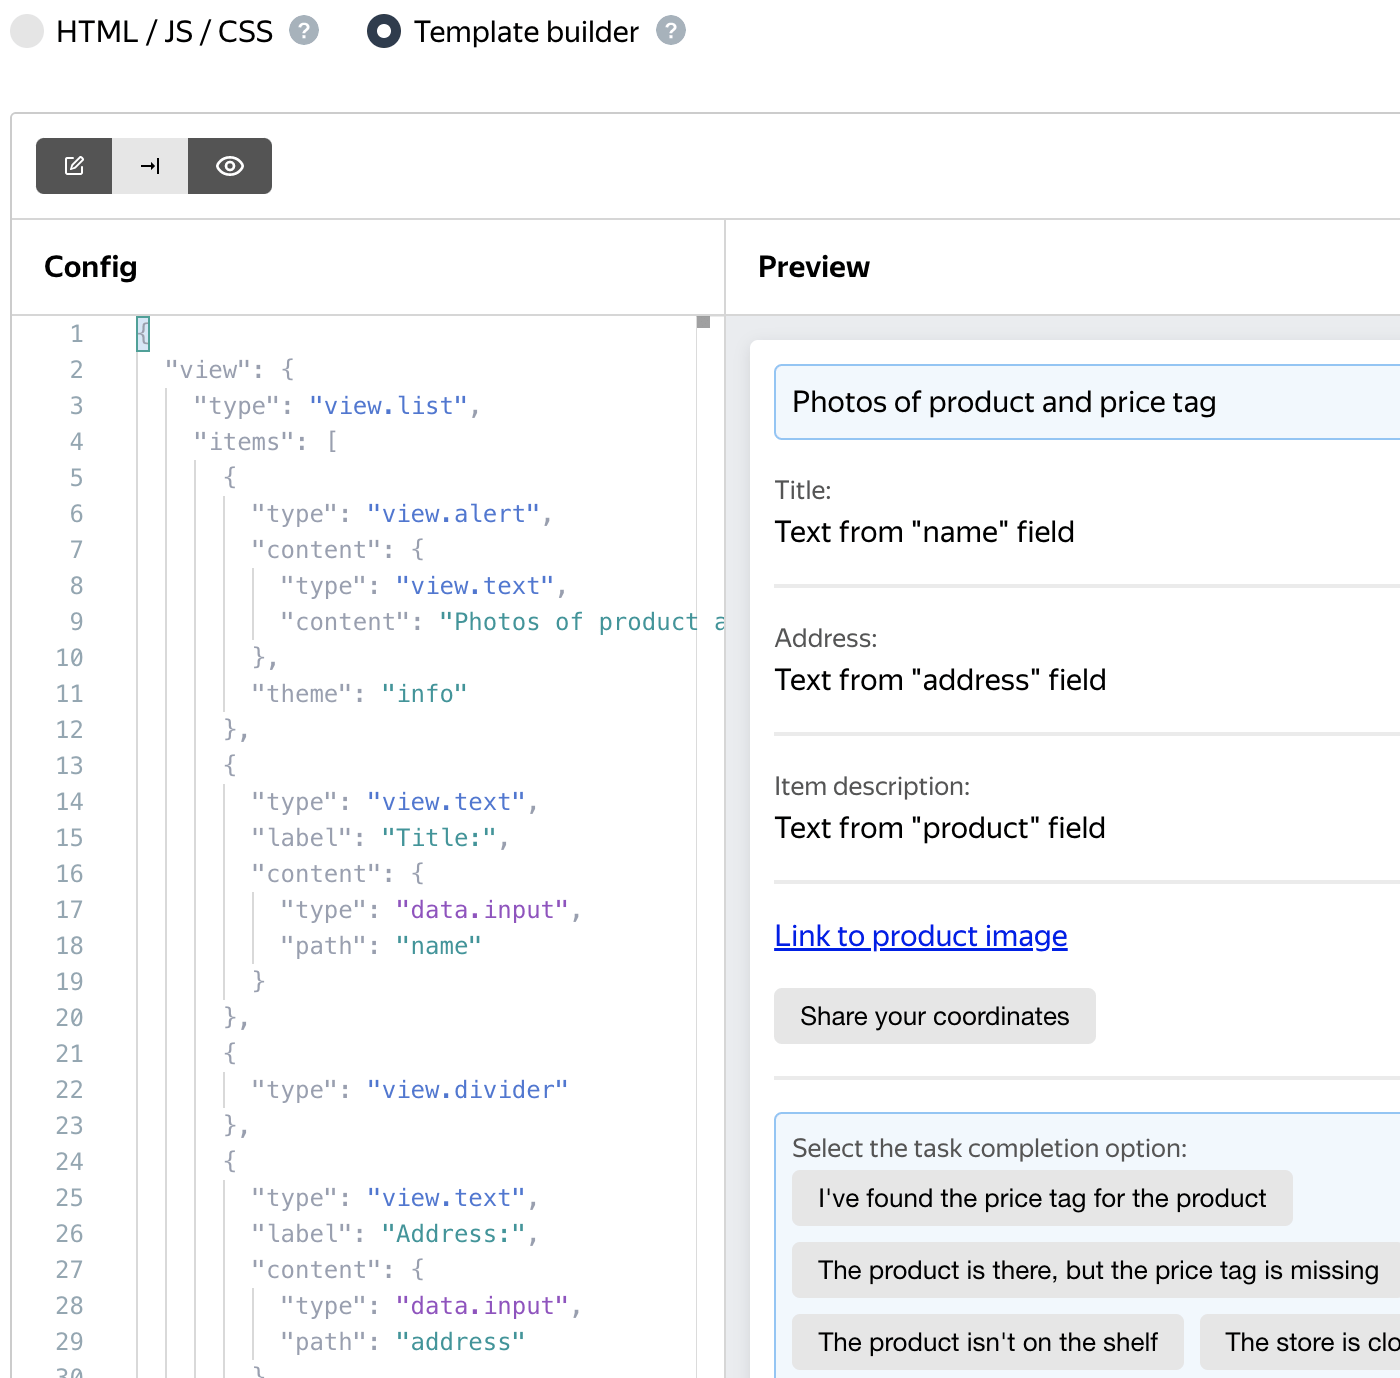 HTML / JS / CSS ? Template builder ?
Config
1 {
2 "view": {
3 "type": "view.list",
4 "items": [
5 {
6 "type": "view.alert",
7 "content": {
8 "type": "view.text",
9 "content": "Photos of product a
10 },
11 "theme": "info"
12 },
13 {
14 "type": "view.text",
15 "label": "Title:",
16 "content": {
17 "type": "data.input",
18 "path": "name"
19 }
20 },
21 {
22 "type": "view.divider"
23 },
24 {
25 "type": "view.text",
26 "label": "Address:",
27 "content": {
28 "type": "data.input",
29 "path": "address"
30 }
Preview
Photos of product and price tag
Title:
Text from "name" field
Address:
Text from "address" field
Item description:
Text from "product" field
Link to product image
Share your coordinates
Select the task completion option:
I've found the price tag for the product
The product is there, but the price tag is missing
The product isn't on the shelf
The store is clo